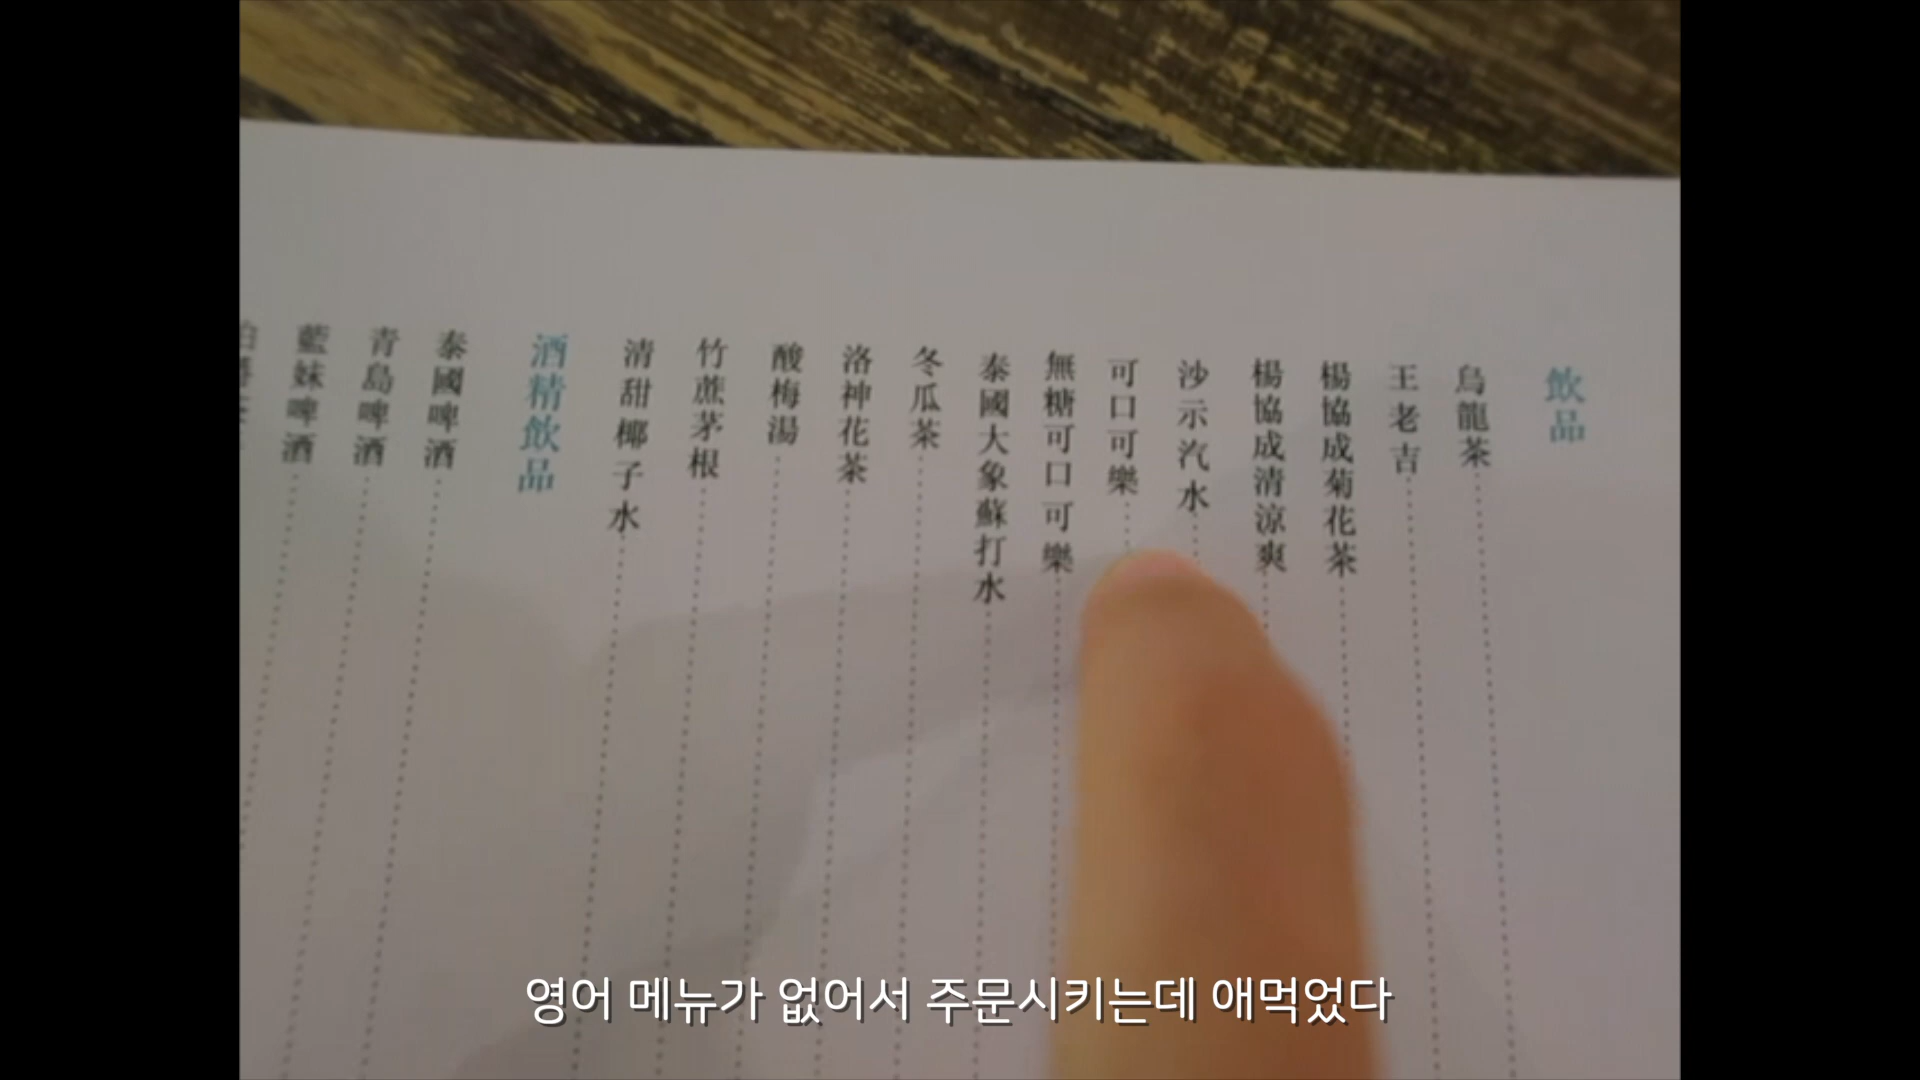 飲品
烏龍茶
王老吉
楊協成菊花茶
楊協成清涼爽
沙示汽水
可口可樂
無糖可口可樂
泰國大象蘇打水
冬瓜茶
洛神花茶
酸梅湯
竹蔗茅根
清甜椰子水
酒精飲品
泰國啤酒
青島啤酒
藍妹啤酒
영어 메뉴가 없어서 주문시키는데 애먹었다